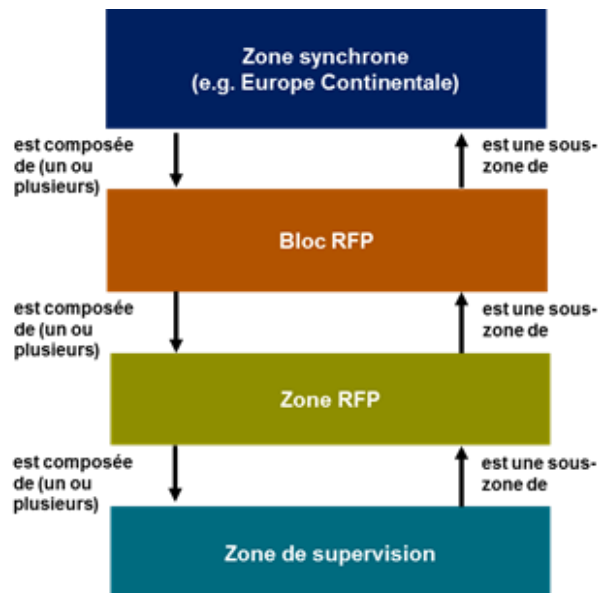 Zone synchrone
(e.g. Europe Continentale)
est composée
de (un ou
plusieurs)
est une sous-
zone de
Bloc RFP
est composée
de (un ou
plusieurs)
est une sous-
zone de
Zone RFP
est composée
de (un ou
plusieurs)
est une sous-
zone de
Zone de supervision